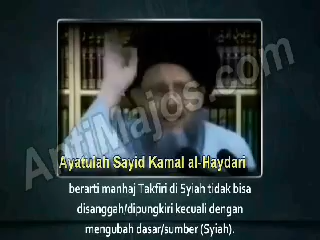 AntiMajos.com
Ayatulah Sayid Kamal al-Haydari
berarti manhaj Takfiri di Syiah tidak bisa
disanggah/dipungkiri kecuali dengan
mengubah dasar/sumber (Syiah).